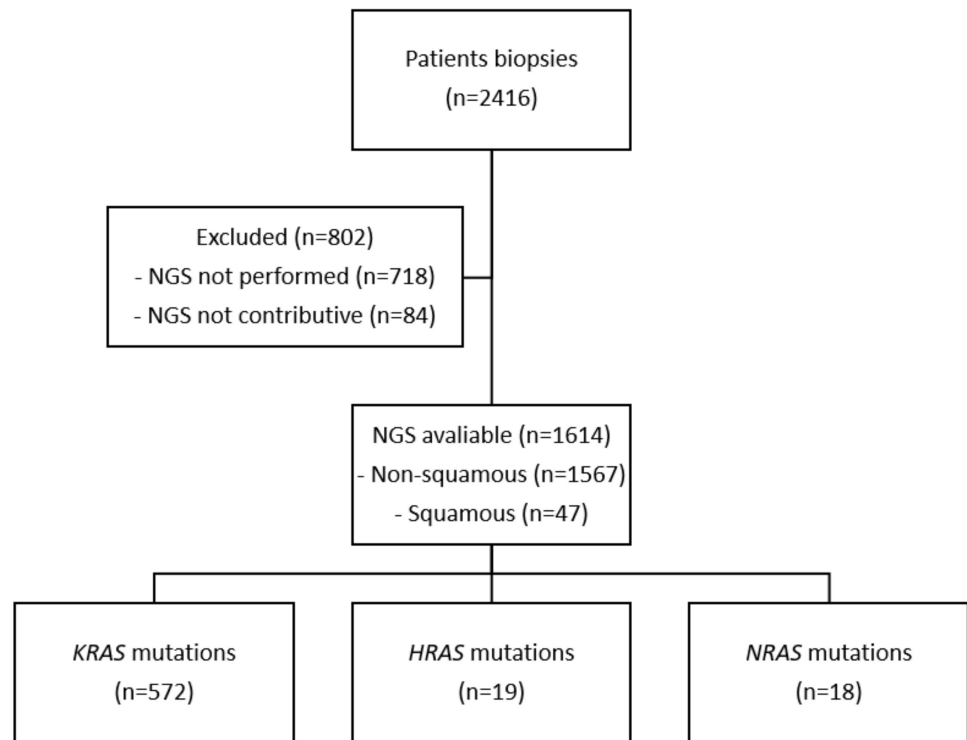 Patients biopsies
(n=2416)
Excluded (n=802)
- NGS not performed (n=718)
- NGS not contributive (n=84)
NGS avaliable (n=1614)
- Non-squamous (n=1567)
- Squamous (n=47)
KRAS mutations
(n=572)
HRAS mutations
(n=19)
NRAS mutations
(n=18)